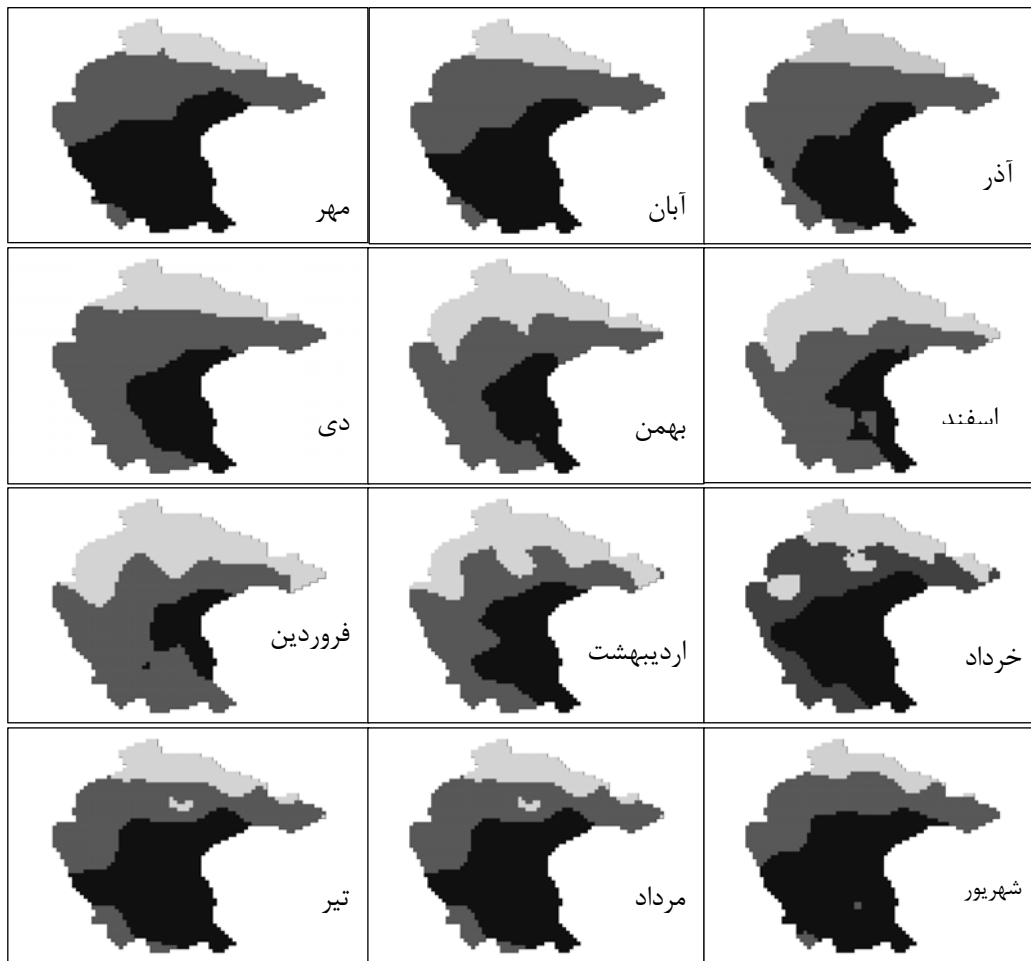 مهر
آبان
آذر
دی
بهمن
اسفند
فروردین
اردیبهشت
خرداد
تیر
مرداد
شهریور